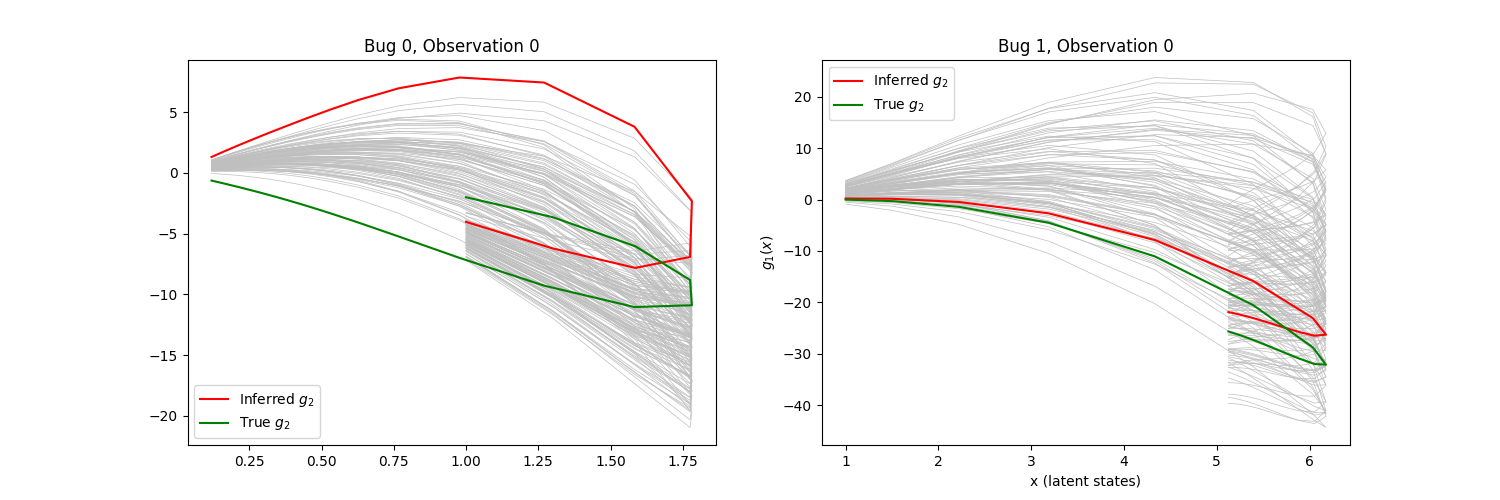 Bug 0, Observation 0
5
0
−5
−10
−15
−20
Inferred g₂
True g₂
0.25 0.50 0.75 1.00 1.25 1.50 1.75
Bug 1, Observation 0
Inferred g₂
True g₂
20
10
0
−10
−20
−30
−40
g₁(x)
1 2 3 4 5 6
x (latent states)